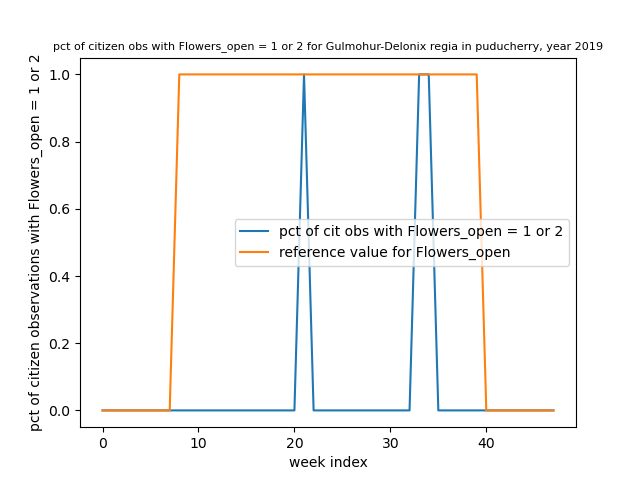 pct of citizen obs with Flowers_open = 1 or 2 for Gulmohur-Delonix regia in puducherry, year 2019
pct of citizen observations with Flowers_open = 1 or 2
1.0
0.8
0.6
0.4
0.2
0.0
pct of cit obs with Flowers_open = 1 or 2
reference value for Flowers_open
0 10 20 30 40
week index